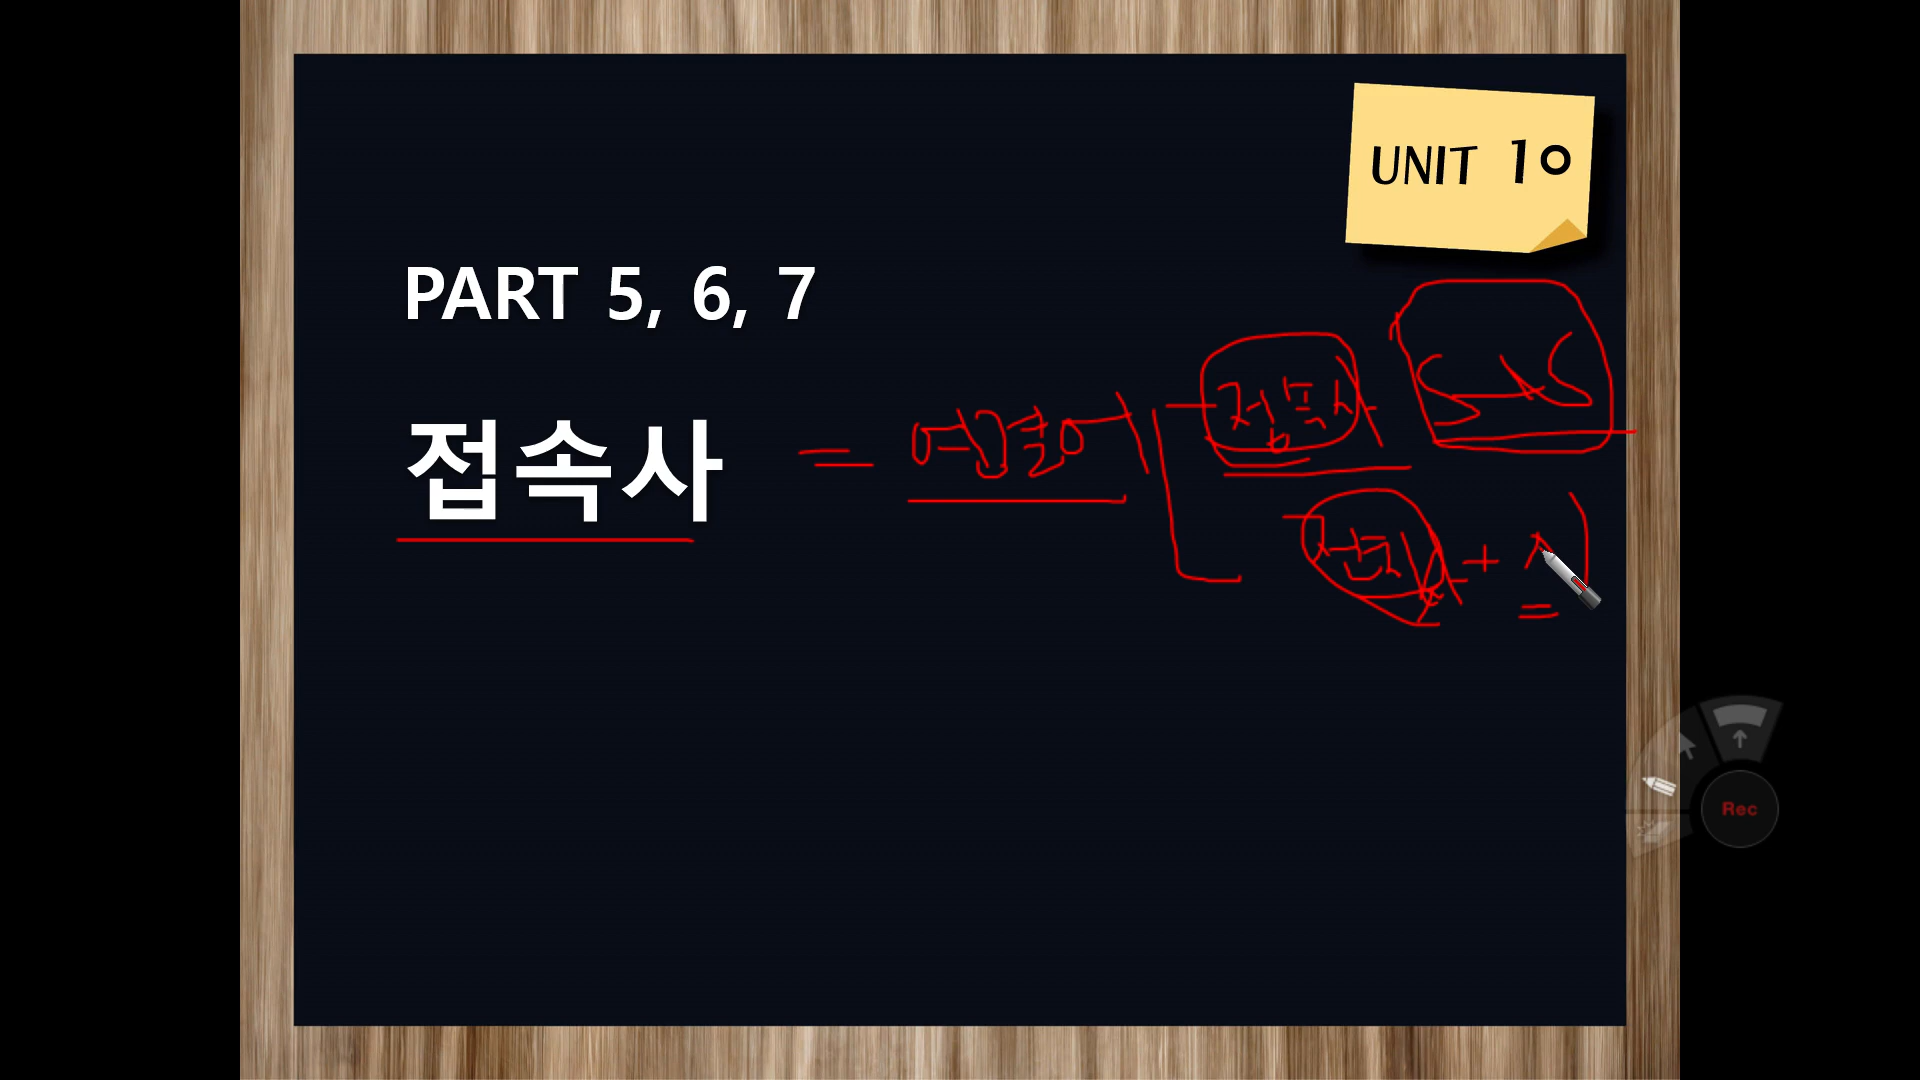 UNIT 10
PART 5, 6, 7
접속사 = 연결어 접속사
전치사 +
Rec